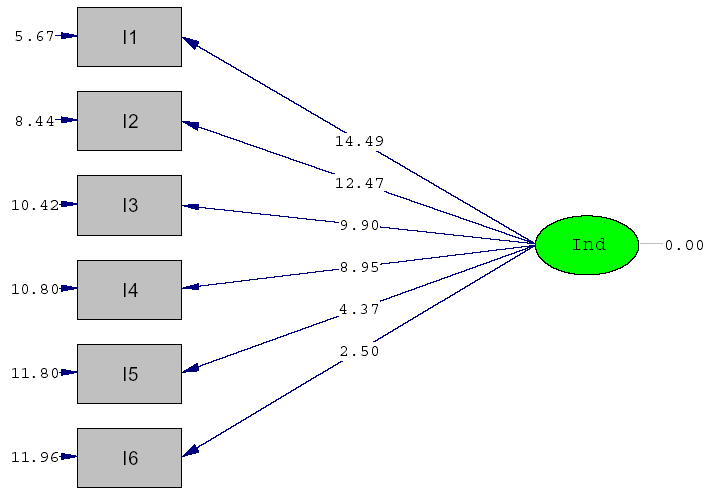 5.67 I1
14.49
8.44 I2
12.47
10.42 I3
9.90
Ind 0.00
10.80 I4
8.95
4.37
11.80 I5
2.50
11.96 I6